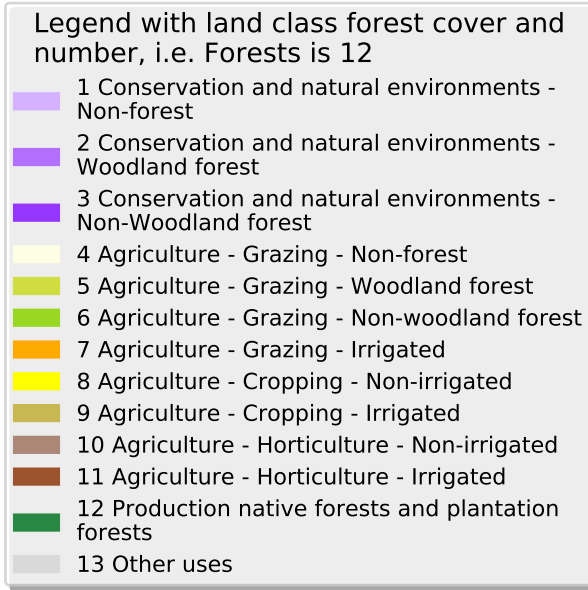 Legend with land class forest cover and
number, i.e. Forests is 12
1 Conservation and natural environments -
Non-forest
2 Conservation and natural environments -
Woodland forest
3 Conservation and natural environments -
Non-Woodland forest
4 Agriculture - Grazing - Non-forest
5 Agriculture - Grazing - Woodland forest
6 Agriculture - Grazing - Non-woodland forest
7 Agriculture - Grazing - Irrigated
8 Agriculture - Cropping - Non-irrigated
9 Agriculture - Cropping - Irrigated
10 Agriculture - Horticulture - Non-irrigated
11 Agriculture - Horticulture - Irrigated
12 Production native forests and plantation
forests
13 Other uses